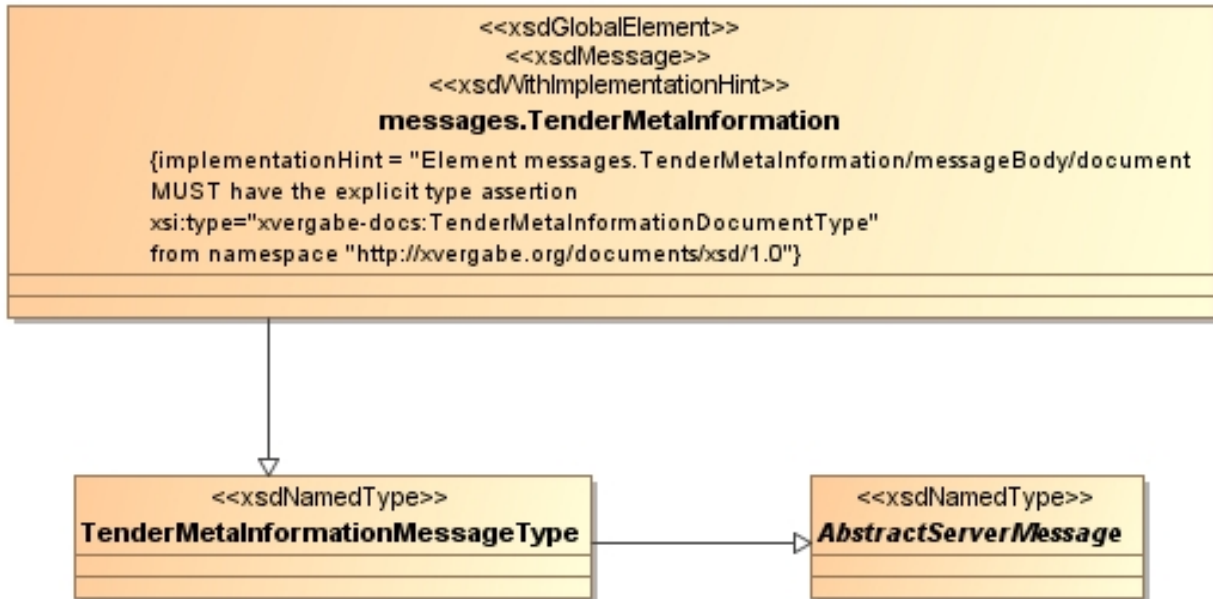 <<xsdGlobalElement>>
<<xsdMessage>>
<<xsdWithImplementationHint>>
messages.TenderMetaInformation
{implementationHint = "Element messages.TenderMetaInformation/messageBody/document
MUST have the explicit type assertion
xsi:type="xvergabe-docs:TenderMetaInformationDocumentType"
from namespace "http://xvergabe.org/documents/xsd/1.0"}
<<xsdNamedType>>
TenderMetaInformationMessageType
<<xsdNamedType>>
AbstractServerMessage